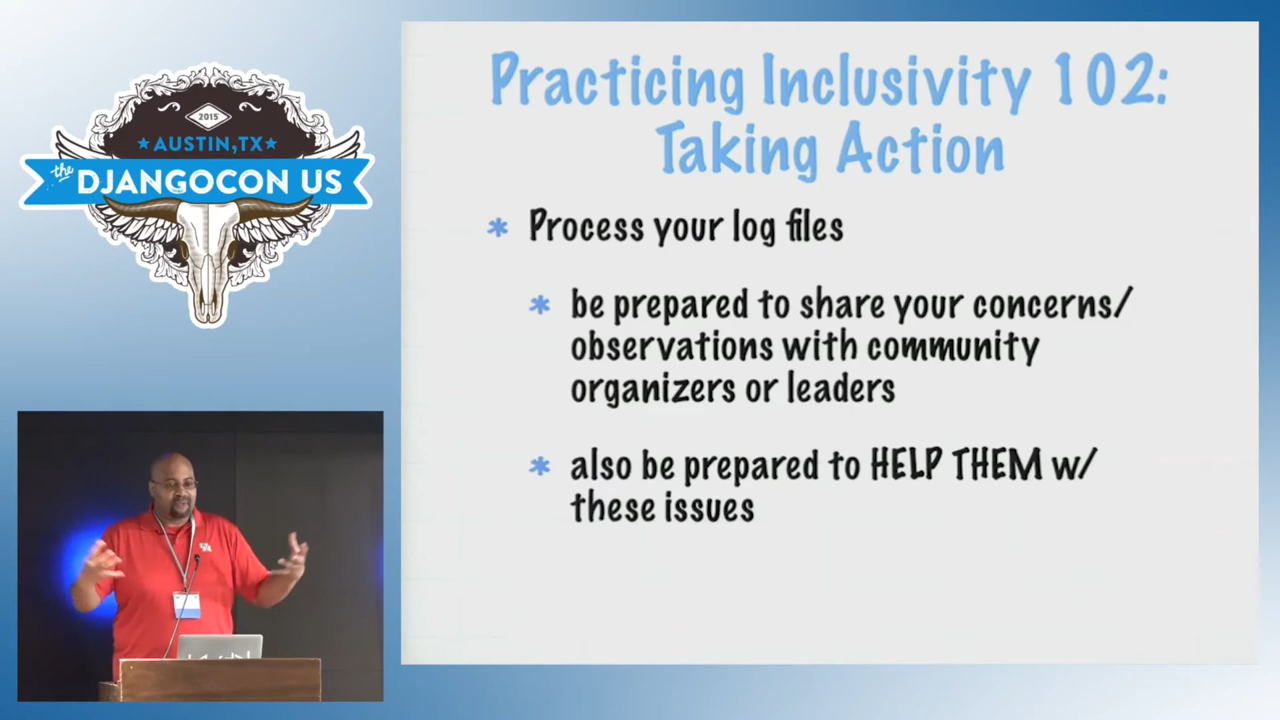 2015
★ AUSTIN, TX ★
the
DJANGOCON US
Practicing Inclusivity 102:
Taking Action
* Process your log files
* be prepared to share your concerns/
observations with community
organizers or leaders
* also be prepared to HELP THEM w/
these issues